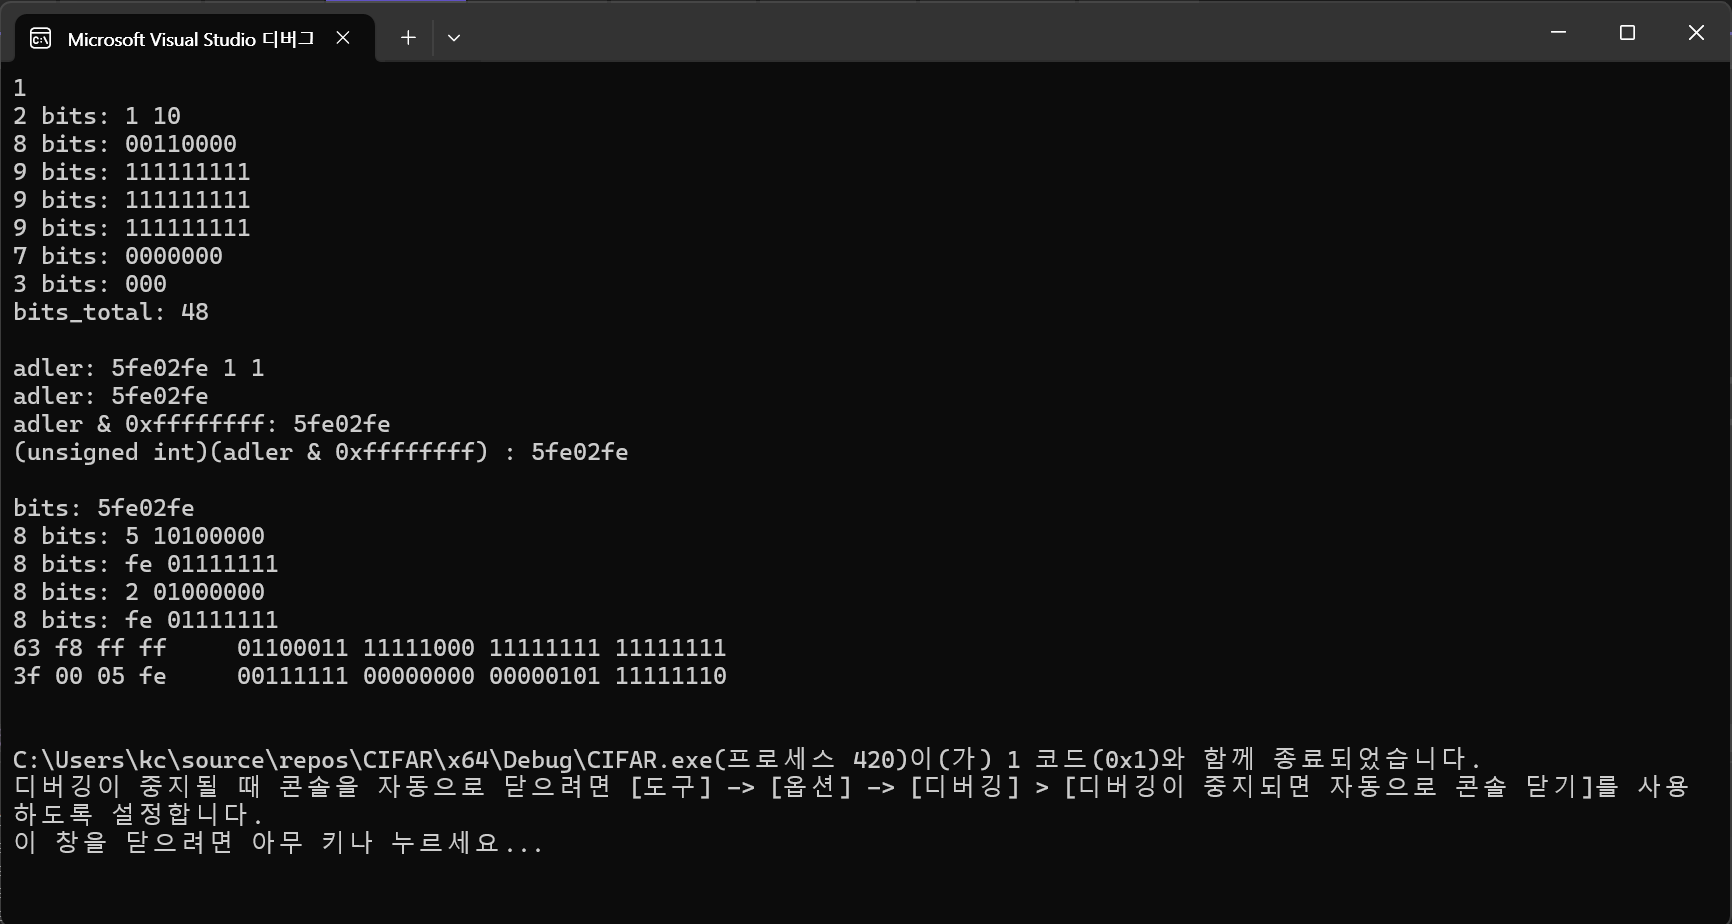 Microsoft Visual Studio 디버그
1
2 bits: 1 10
8 bits: 00110000
9 bits: 111111111
9 bits: 111111111
9 bits: 111111111
7 bits: 0000000
3 bits: 000
bits_total: 48
adler: 5fe02fe 1 1
adler: 5fe02fe
adler & 0xffffffff: 5fe02fe
(unsigned int)(adler & 0xffffffff) : 5fe02fe
bits: 5fe02fe
8 bits: 5 10100000
8 bits: fe 01111111
8 bits: 2 01000000
8 bits: fe 01111111
63 f8 ff ff     01100011 11111000 11111111 11111111
3f 00 05 fe     00111111 00000000 00000101 11111110
C:\Users\kc\source\repos\CIFAR\x64\Debug\CIFAR.exe(프로세스 420)이(가) 1 코드(0x1)와 함께 종료되었습니다.
디버깅이 중지될 때 콘솔을 자동으로 닫으려면 [도구] -> [옵션] -> [디버깅] > [디버깅이 중지되면 자동으로 콘솔 닫기]를 사용
하도록 설정합니다.
이 창을 닫으려면 아무 키나 누르세요...